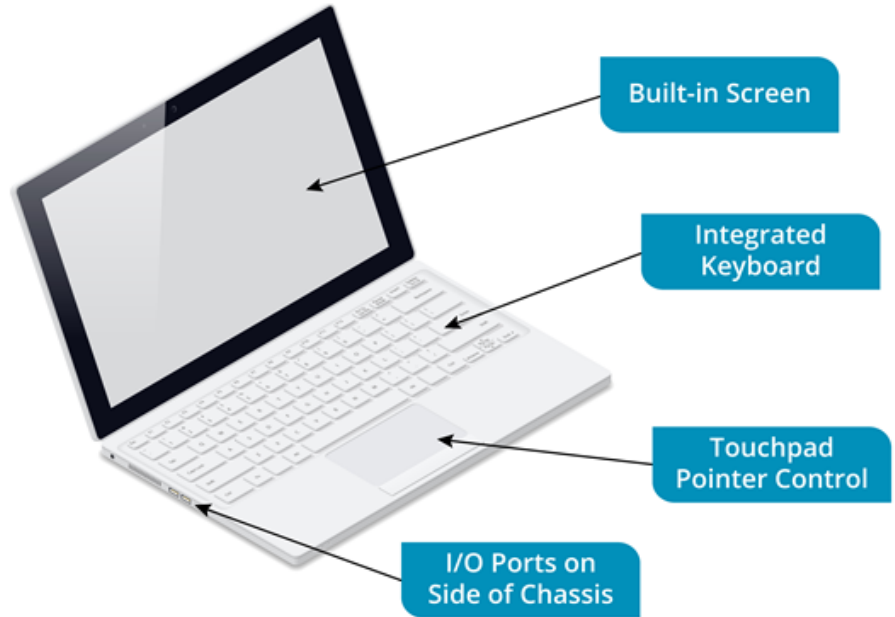 Built-in Screen
Integrated
Keyboard
Touchpad
Pointer Control
I/O Ports on
Side of Chassis